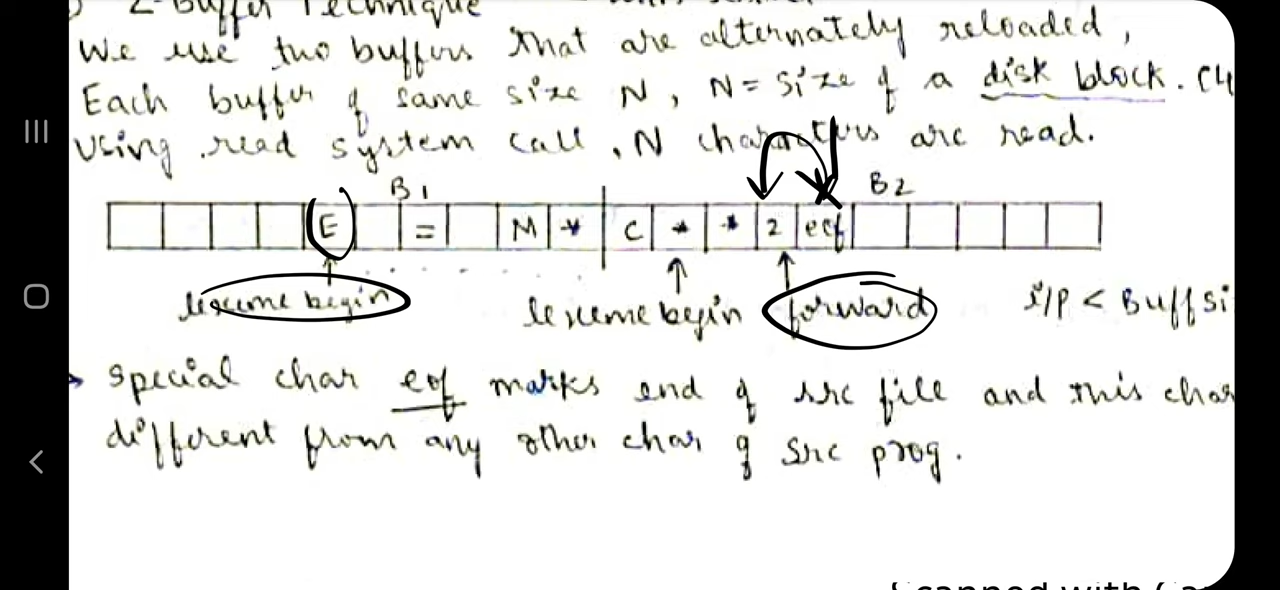 2-Buffer Technique
We use two buffers that are alternately reloaded,
Each buffer of same size N, N = size of a disk block.
Using read system call, N characters are read.
B1 B2
E = M * C * * 2 eof
lexeme begin lexeme begin forward i/p < Buffsi
special char eof marks end of src file and this char
different from any other char of src prog.